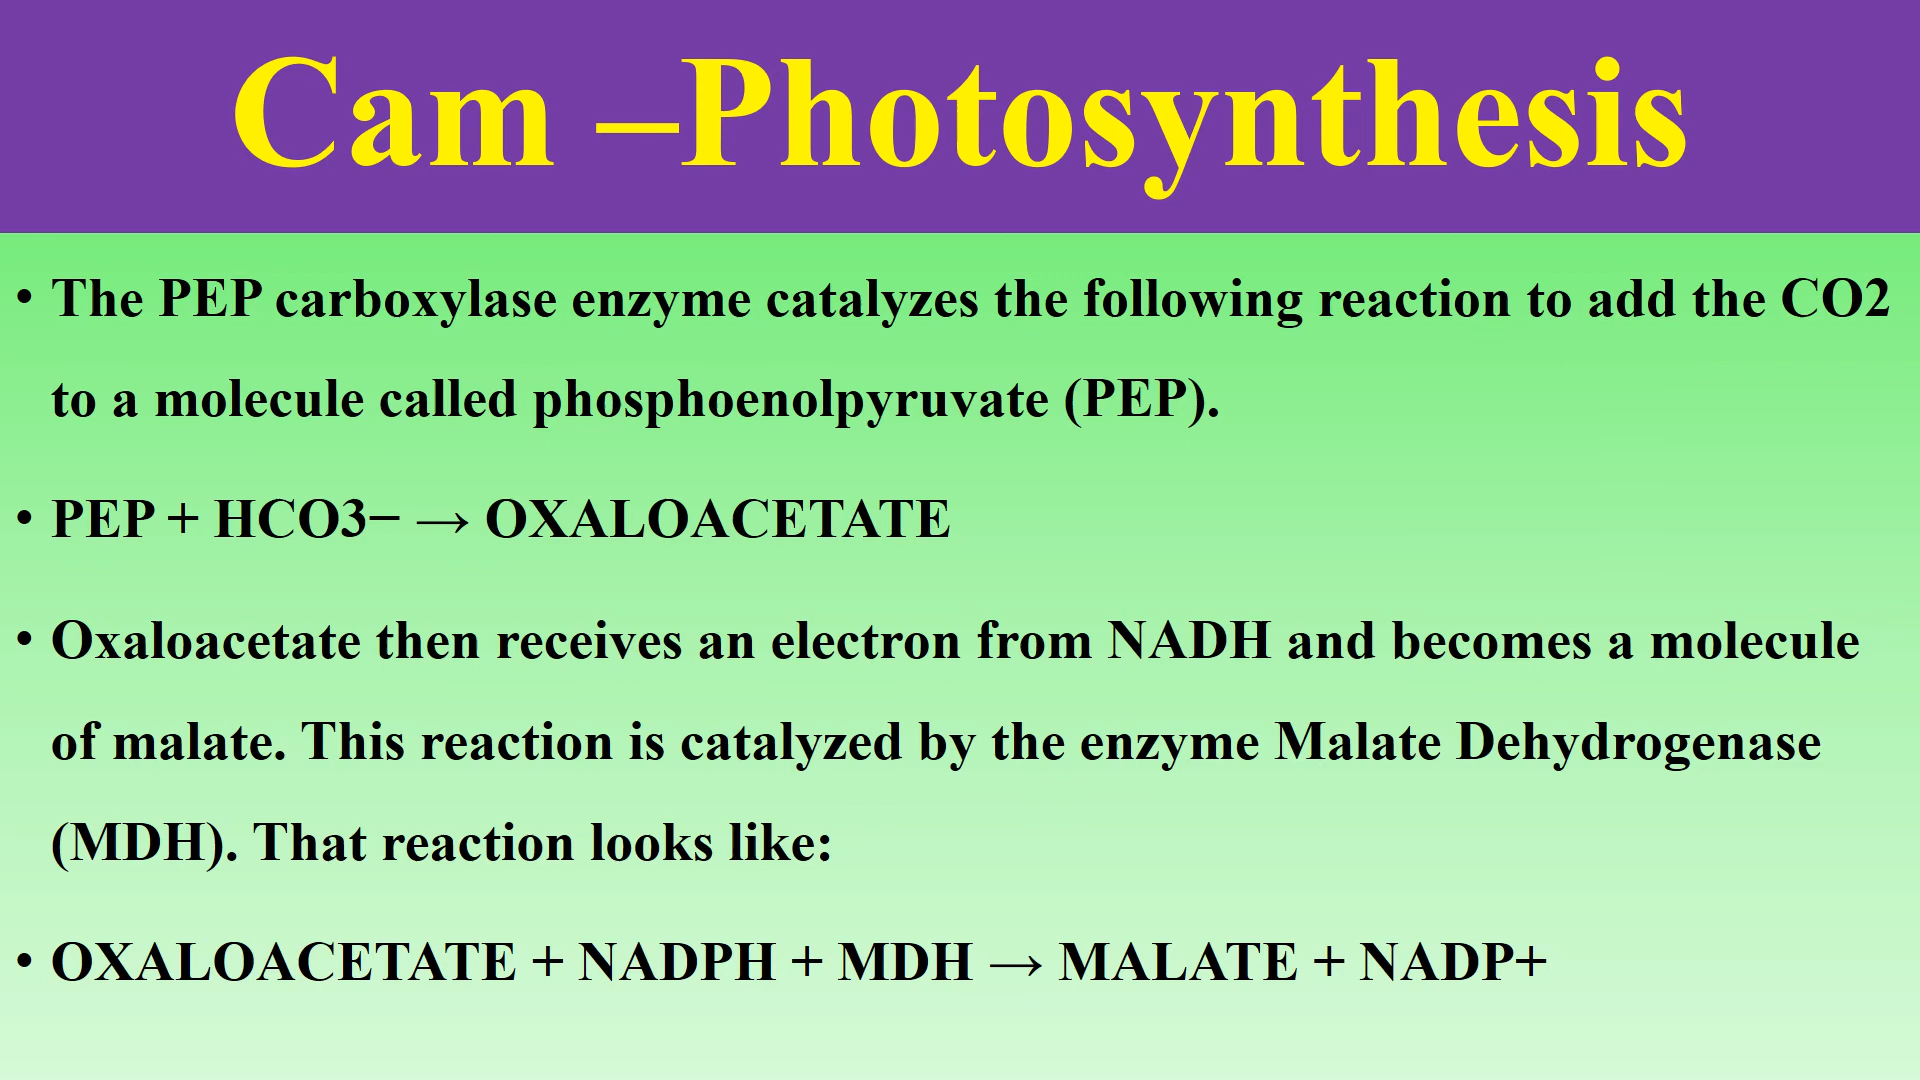 Cam –Photosynthesis
• The PEP carboxylase enzyme catalyzes the following reaction to add the CO2
to a molecule called phosphoenolpyruvate (PEP).
• PEP + HCO3− → OXALOACETATE
• Oxaloacetate then receives an electron from NADH and becomes a molecule
of malate. This reaction is catalyzed by the enzyme Malate Dehydrogenase
(MDH). That reaction looks like:
• OXALOACETATE + NADPH + MDH → MALATE + NADP+